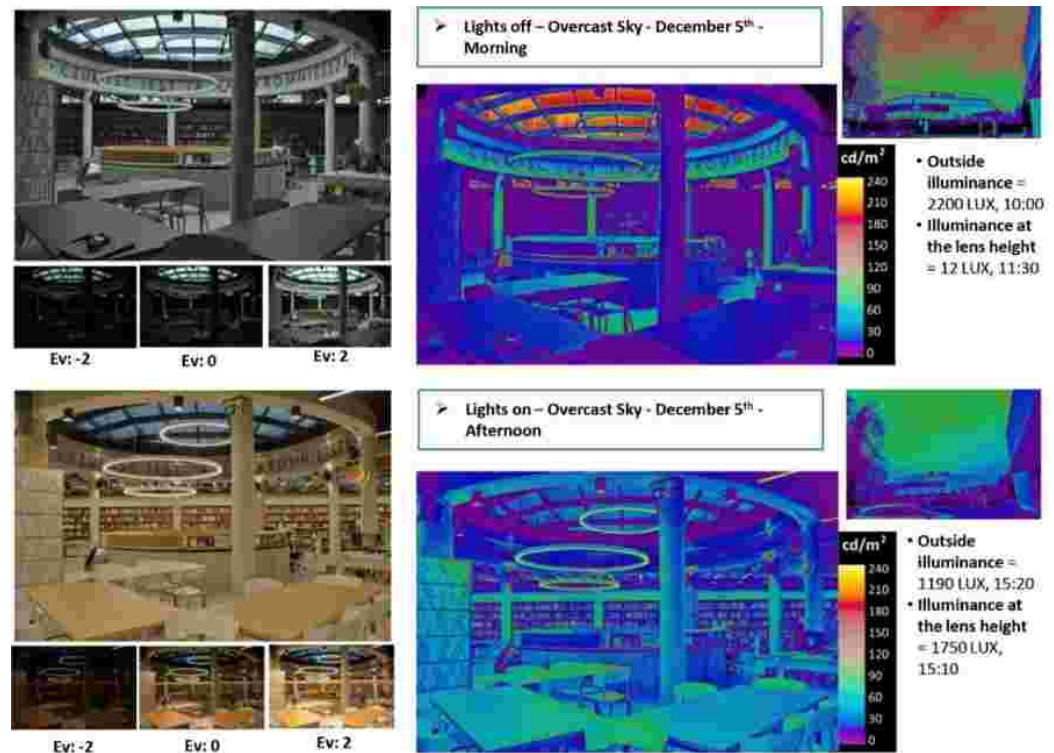 ➤ Lights off – Overcast Sky - December 5th -
Morning
cd/m²
240
210
180
150
120
90
60
30
0
• Outside
illuminance =
2200 LUX, 10:00
• Illuminance at
the lens height
= 12 LUX, 11:30
Ev: -2
Ev: 0
Ev: 2
➤ Lights on – Overcast Sky - December 5th -
Afternoon
cd/m²
240
210
180
150
120
90
60
30
0
• Outside
illuminance =
1190 LUX, 15:20
• Illuminance at
the lens height
= 1750 LUX,
15:10
Ev: -2
Ev: 0
Ev: 2